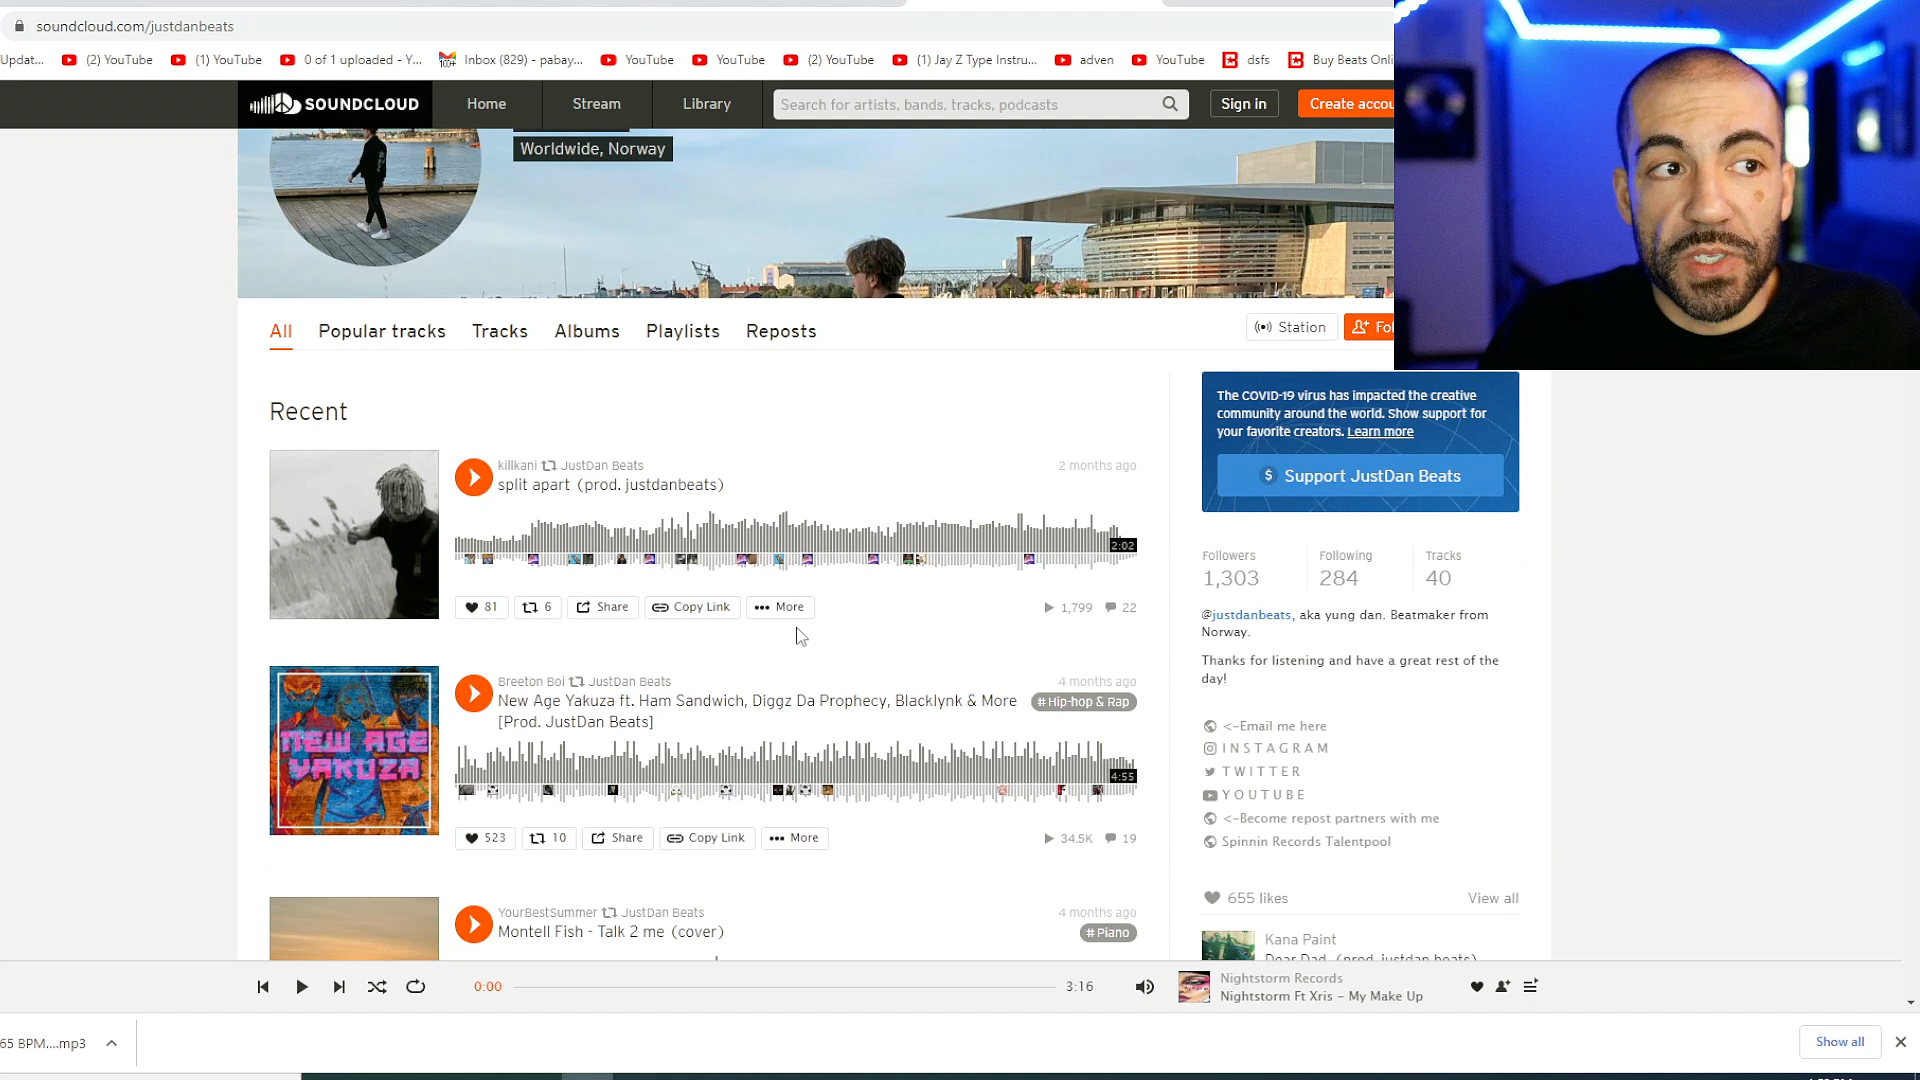 soundcloud.com/justdanbeats
Updat... (2) YouTube (1) YouTube 0 of 1 uploaded - Y... Inbox (829) - pabay... YouTube YouTube (2) YouTube (1) Jay Z Type Instru... adven YouTube dsfs Buy Beats Onli
SOUNDCLOUD Home Stream Library Search for artists, bands, tracks, podcasts Sign in Create accou
Worldwide, Norway
All Popular tracks Tracks Albums Playlists Reposts Station Fol
Recent
killkani JustDan Beats 2 months ago
split apart (prod. justdanbeats)
2:02
81 6 Share Copy Link More 1,799 22
Breeton Boi JustDan Beats 4 months ago
New Age Yakuza ft. Ham Sandwich, Diggz Da Prophecy, Blacklynk & More # Hip-hop & Rap
[Prod. JustDan Beats]
NEW AGE
YAKUZA
4:55
523 10 Share Copy Link More 34.5K 19
YourBestSummer JustDan Beats 4 months ago
Montell Fish - Talk 2 me (cover) # Piano
The COVID-19 virus has impacted the creative
community around the world. Show support for
your favorite creators. Learn more
$ Support JustDan Beats
Followers Following Tracks
1,303 284 40
@justdanbeats, aka yung dan. Beatmaker from
Norway.
Thanks for listening and have a great rest of the
day!
<-Email me here
INSTAGRAM
TWITTER
YOUTUBE
<-Become repost partners with me
Spinnin Records Talentpool
655 likes View all
Kana Paint
Dear Dad (prod. justdan beats)
0:00 3:16 Nightstorm Records
Nightstorm Ft Xris – My Make Up
65 BPM....mp3 Show all